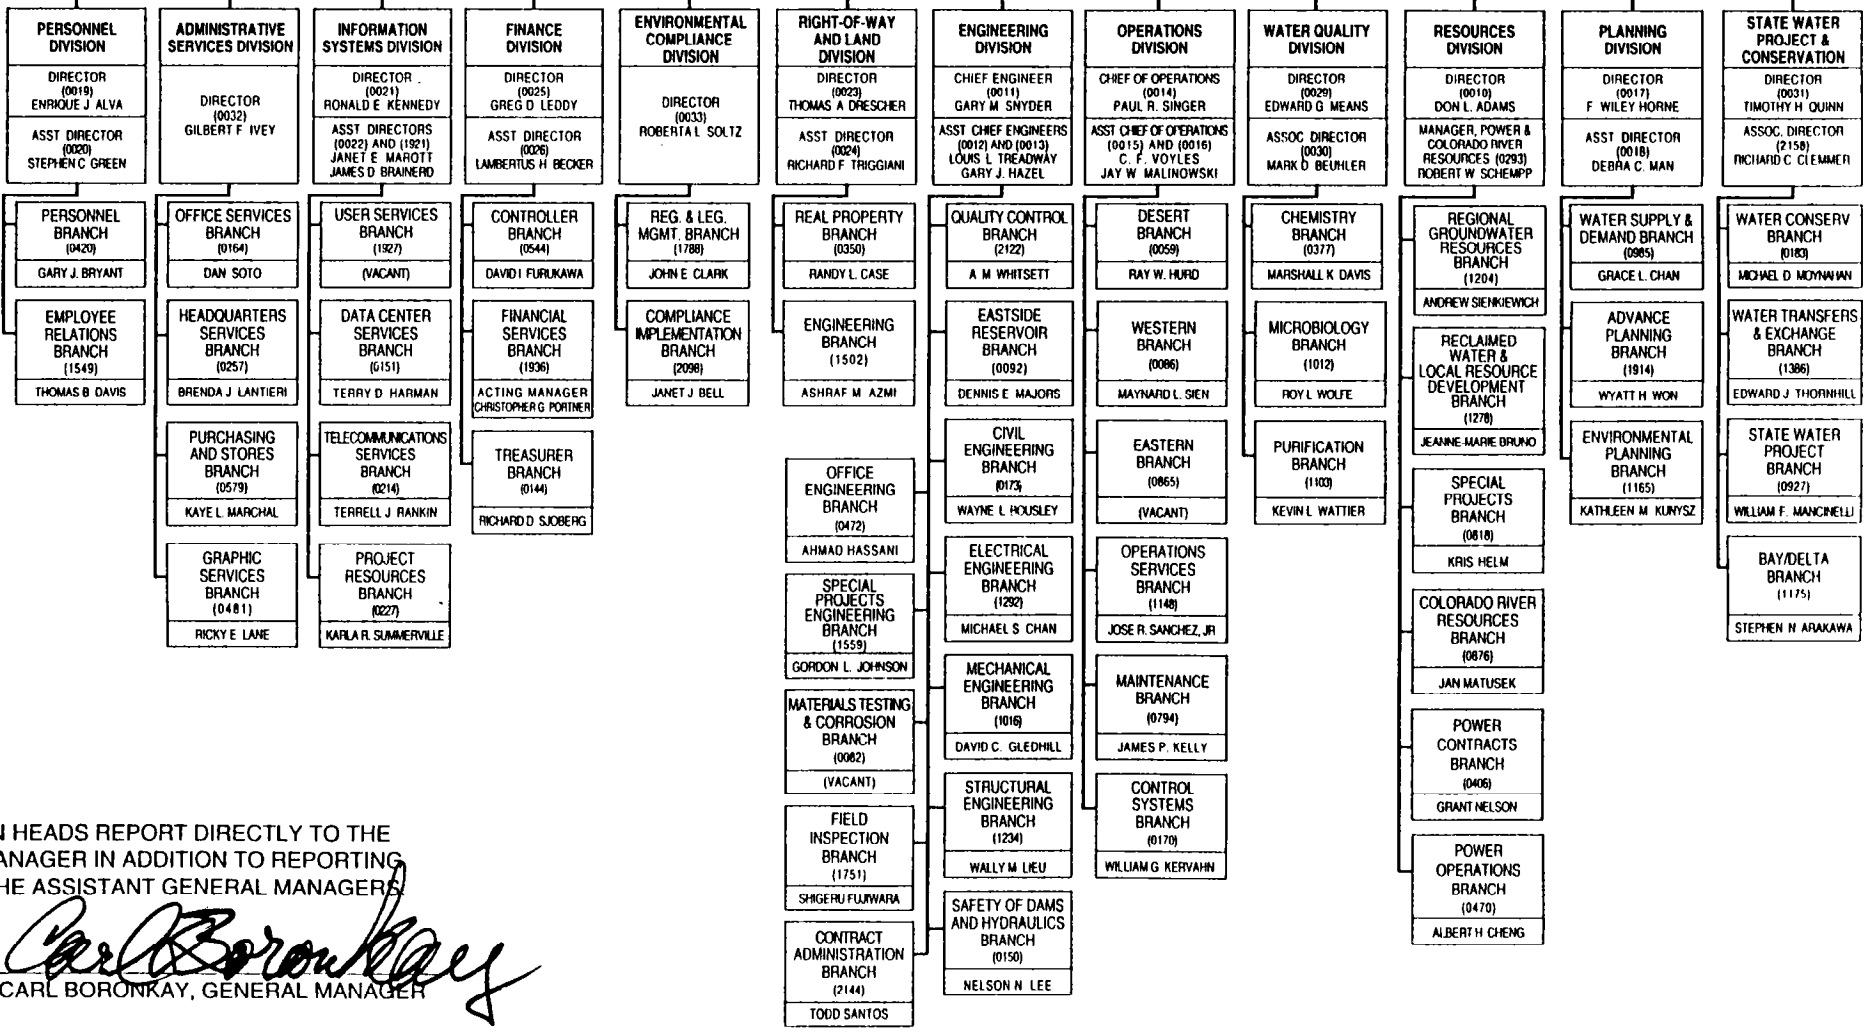 PERSONNEL
DIVISION
DIRECTOR
(0019)
ENRIQUE J ALVA
ASST DIRECTOR
(0020)
STEPHEN C GREEN
PERSONNEL
BRANCH
(0420)
GARY J. BRYANT
EMPLOYEE
RELATIONS
BRANCH
(1549)
THOMAS B DAVIS
ADMINISTRATIVE
SERVICES DIVISION
DIRECTOR
(0032)
GILBERT F IVEY
OFFICE SERVICES
BRANCH
(0164)
DAN SOTO
HEADQUARTERS
SERVICES
BRANCH
(0257)
BRENDA J LANTIERI
PURCHASING
AND STORES
BRANCH
(0579)
KAYE L. MARCHAL
GRAPHIC
SERVICES
BRANCH
(0481)
RICKY E LANE
INFORMATION
SYSTEMS DIVISION
DIRECTOR
(0021)
RONALD E KENNEDY
ASST DIRECTORS
(0022) AND (1921)
JANET E MAROTT
JAMES D BRAINERD
USER SERVICES
BRANCH
(1927)
(VACANT)
DATA CENTER
SERVICES
BRANCH
(0151)
TERRY D HARMAN
TELECOMMUNICATIONS
SERVICES
BRANCH
(0214)
TERRELL J RANKIN
PROJECT
RESOURCES
BRANCH
(0227)
KARLA R. SUMMERVILLE
FINANCE
DIVISION
DIRECTOR
(0025)
GREG D LEDDY
ASST DIRECTOR
(0026)
LAMBERTUS H BECKER
CONTROLLER
BRANCH
(0544)
DAVID I FURUKAWA
FINANCIAL
SERVICES
BRANCH
(1936)
ACTING MANAGER
CHRISTOPHER G PORTNER
TREASURER
BRANCH
(0144)
RICHARD D SJOBERG
ENVIRONMENTAL
COMPLIANCE
DIVISION
DIRECTOR
(0033)
ROBERTA L SOLTZ
REG. & LEG.
MGMT. BRANCH
(1788)
JOHN E CLARK
COMPLIANCE
IMPLEMENTATION
BRANCH
(2098)
JANET J BELL
RIGHT-OF-WAY
AND LAND
DIVISION
DIRECTOR
(0023)
THOMAS A DRESCHER
ASST DIRECTOR
(0024)
RICHARD F TRIGGIANI
REAL PROPERTY
BRANCH
(0350)
RANDY L. CASE
ENGINEERING
BRANCH
(1502)
ASHRAF M AZMI
ENGINEERING
DIVISION
CHIEF ENGINEER
(0011)
GARY M SNYDER
ASST CHIEF ENGINEERS
(0012) AND (0013)
LOUIS L TREADWAY
GARY J. HAZEL
OFFICE
ENGINEERING
BRANCH
(0472)
AHMAD HASSANI
SPECIAL
PROJECTS
ENGINEERING
BRANCH
(1559)
GORDON L. JOHNSON
MATERIALS TESTING
& CORROSION
BRANCH
(0082)
(VACANT)
FIELD
INSPECTION
BRANCH
(1751)
SHIGERU FUJIWARA
CONTRACT
ADMINISTRATION
BRANCH
(2144)
TODD SANTOS
QUALITY CONTROL
BRANCH
(2122)
A M WHITSETT
EASTSIDE
RESERVOIR
BRANCH
(0092)
DENNIS E MAJORS
CIVIL
ENGINEERING
BRANCH
(0173)
WAYNE L HOUSLEY
ELECTRICAL
ENGINEERING
BRANCH
(1292)
MICHAEL S CHAN
MECHANICAL
ENGINEERING
BRANCH
(1016)
DAVID C. GLEDHILL
STRUCTURAL
ENGINEERING
BRANCH
(1234)
WALLY M LIEU
SAFETY OF DAMS
AND HYDRAULICS
BRANCH
(0150)
NELSON N LEE
OPERATIONS
DIVISION
CHIEF OF OPERATIONS
(0014)
PAUL R. SINGER
ASST CHIEF OF OPERATIONS
(0015) AND (0016)
C. F. VOYLES
JAY W. MALINOWSKI
DESERT
BRANCH
(0059)
RAY W. HURD
WESTERN
BRANCH
(0086)
MAYNARD L. SIEN
EASTERN
BRANCH
(0865)
(VACANT)
OPERATIONS
SERVICES
BRANCH
(1148)
JOSE R. SANCHEZ, JR
MAINTENANCE
BRANCH
(0794)
JAMES P. KELLY
CONTROL
SYSTEMS
BRANCH
(0170)
WILLIAM G KERVAHN
WATER QUALITY
DIVISION
DIRECTOR
(0029)
EDWARD G MEANS
ASSOC DIRECTOR
(0030)
MARK D BEUHLER
CHEMISTRY
BRANCH
(0377)
MARSHALL K DAVIS
MICROBIOLOGY
BRANCH
(1012)
ROY L WOLFE
PURIFICATION
BRANCH
(1103)
KEVIN L WATTIER
RESOURCES
DIVISION
DIRECTOR
(0010)
DON L. ADAMS
MANAGER, POWER &
COLORADO RIVER
RESOURCES (0293)
ROBERT W SCHEMPP
REGIONAL
GROUNDWATER
RESOURCES
BRANCH
(1204)
ANDREW SIENKIEWICH
RECLAIMED
WATER &
LOCAL RESOURCE
DEVELOPMENT
BRANCH
(1278)
JEANNE-MARIE BRUNO
SPECIAL
PROJECTS
BRANCH
(0818)
KRIS HELM
COLORADO RIVER
RESOURCES
BRANCH
(0876)
JAN MATUSEK
POWER
CONTRACTS
BRANCH
(0406)
GRANT NELSON
POWER
OPERATIONS
BRANCH
(0470)
ALBERT H CHENG
PLANNING
DIVISION
DIRECTOR
(0017)
F WILEY HORNE
ASST DIRECTOR
(0018)
DEBRA C. MAN
WATER SUPPLY &
DEMAND BRANCH
(0985)
GRACE L. CHAN
ADVANCE
PLANNING
BRANCH
(1914)
WYATT H WON
ENVIRONMENTAL
PLANNING
BRANCH
(1165)
KATHLEEN M KUNYSZ
STATE WATER
PROJECT &
CONSERVATION
DIRECTOR
(0031)
TIMOTHY H QUINN
ASSOC. DIRECTOR
(2158)
RICHARD C CLEMMER
WATER CONSERV
BRANCH
(0183)
MICHAEL D MOYNAHAN
WATER TRANSFERS
& EXCHANGE
BRANCH
(1386)
EDWARD J THORNHILL
STATE WATER
PROJECT
BRANCH
(0927)
WILLIAM F. MANCINELLI
BAY/DELTA
BRANCH
(1175)
STEPHEN N ARAKAWA
N HEADS REPORT DIRECTLY TO THE
ANAGER IN ADDITION TO REPORTING
HE ASSISTANT GENERAL MANAGERS
Carl Boronkay
CARL BORONKAY, GENERAL MANAGER